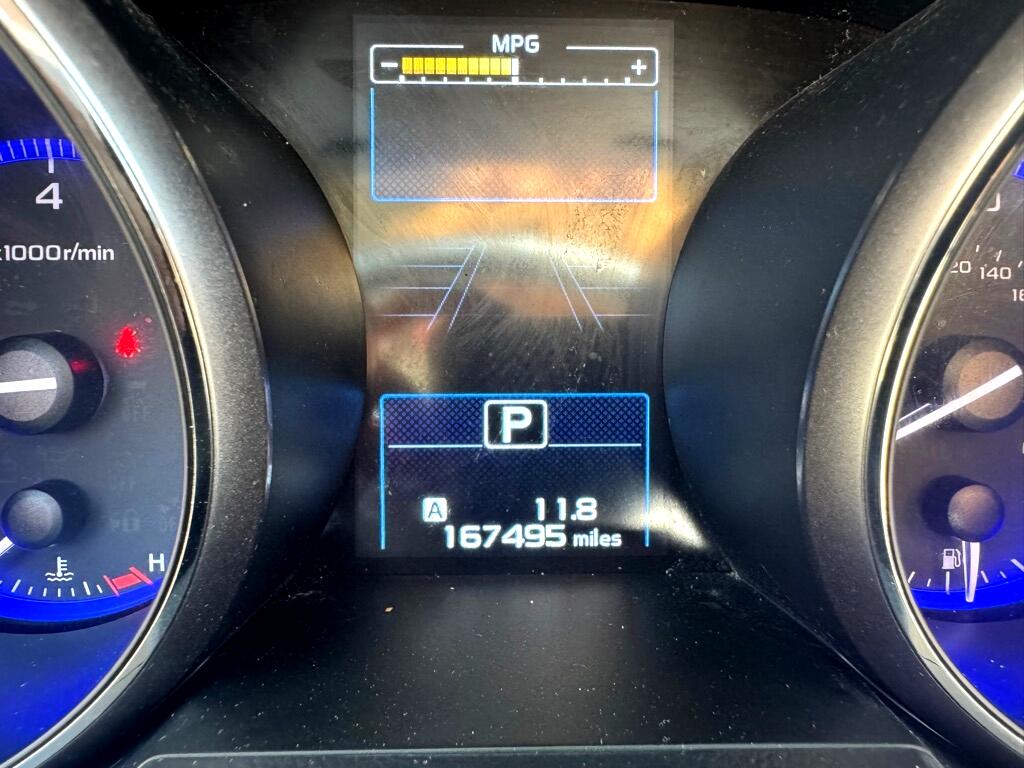 MPG
- +
4
x1000r/min
20 140
P
A 11.8
167495 miles
H